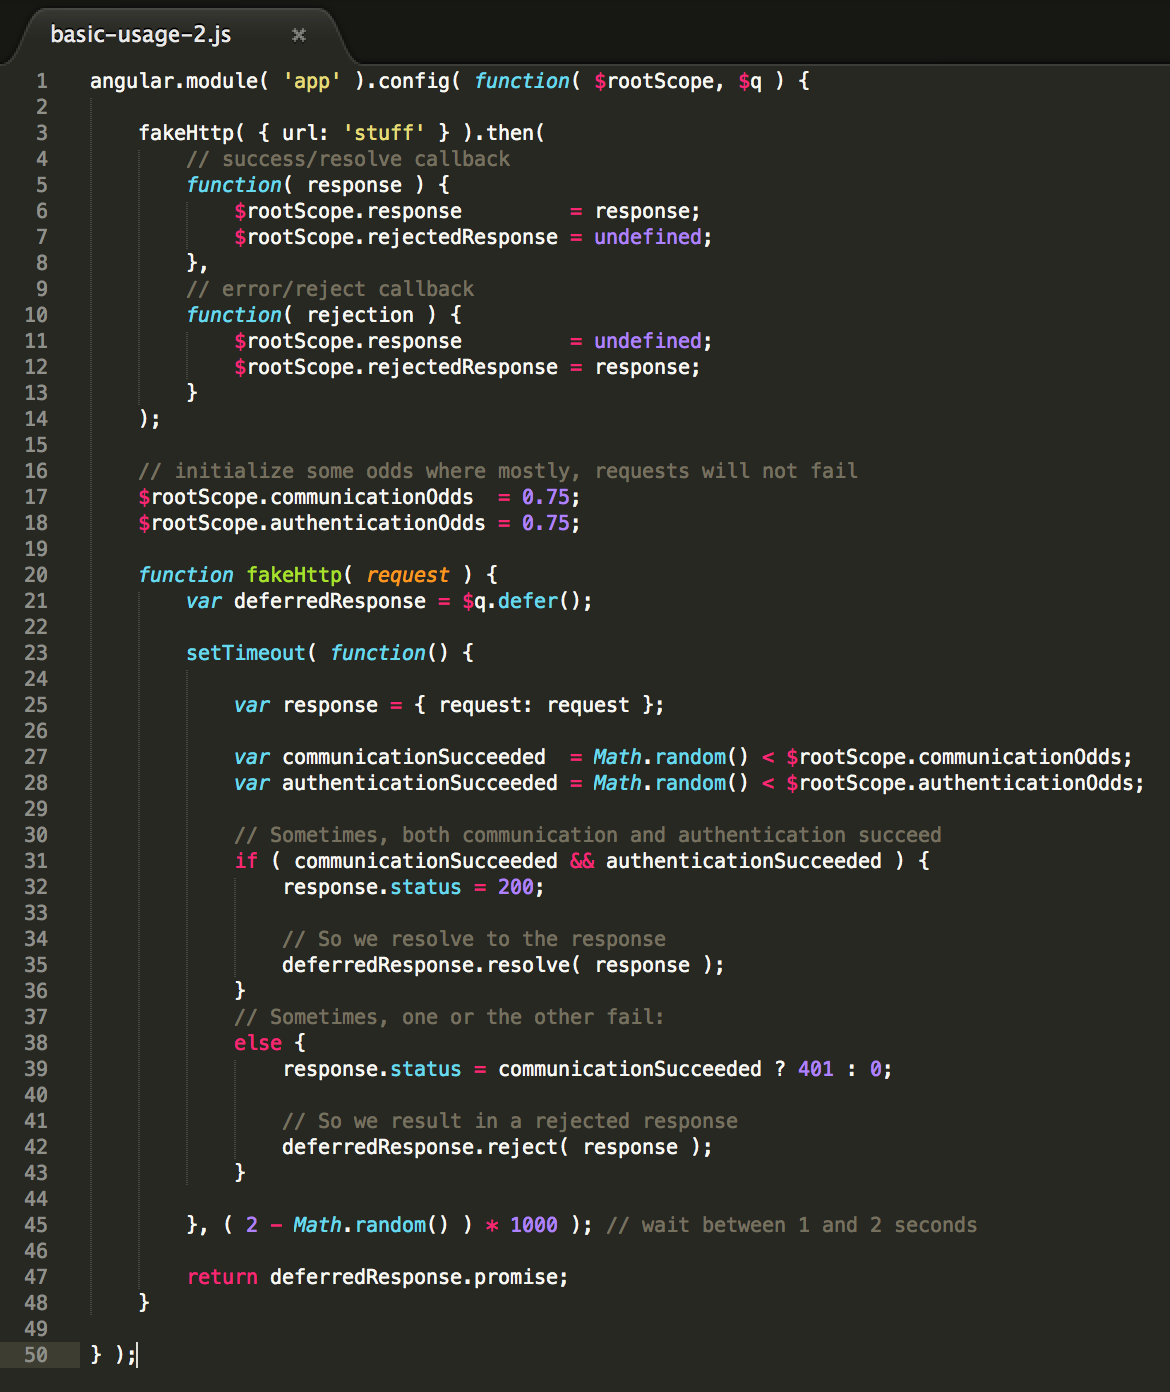 basic-usage-2.js ×
1 angular.module( 'app' ).config( function( $rootScope, $q ) {
2
3     fakeHttp( { url: 'stuff' } ).then(
4         // success/resolve callback
5         function( response ) {
6             $rootScope.response         = response;
7             $rootScope.rejectedResponse = undefined;
8         },
9         // error/reject callback
10         function( rejection ) {
11             $rootScope.response         = undefined;
12             $rootScope.rejectedResponse = response;
13         }
14     );
15
16     // initialize some odds where mostly, requests will not fail
17     $rootScope.communicationOdds  = 0.75;
18     $rootScope.authenticationOdds = 0.75;
19
20     function fakeHttp( request ) {
21         var deferredResponse = $q.defer();
22
23         setTimeout( function() {
24
25             var response = { request: request };
26
27             var communicationSucceeded  = Math.random() < $rootScope.communicationOdds;
28             var authenticationSucceeded = Math.random() < $rootScope.authenticationOdds;
29
30             // Sometimes, both communication and authentication succeed
31             if ( communicationSucceeded && authenticationSucceeded ) {
32                 response.status = 200;
33
34                 // So we resolve to the response
35                 deferredResponse.resolve( response );
36             }
37             // Sometimes, one or the other fail:
38             else {
39                 response.status = communicationSucceeded ? 401 : 0;
40
41                 // So we result in a rejected response
42                 deferredResponse.reject( response );
43             }
44
45         }, ( 2 - Math.random() ) * 1000 ); // wait between 1 and 2 seconds
46
47         return deferredResponse.promise;
48     }
49
50 } );